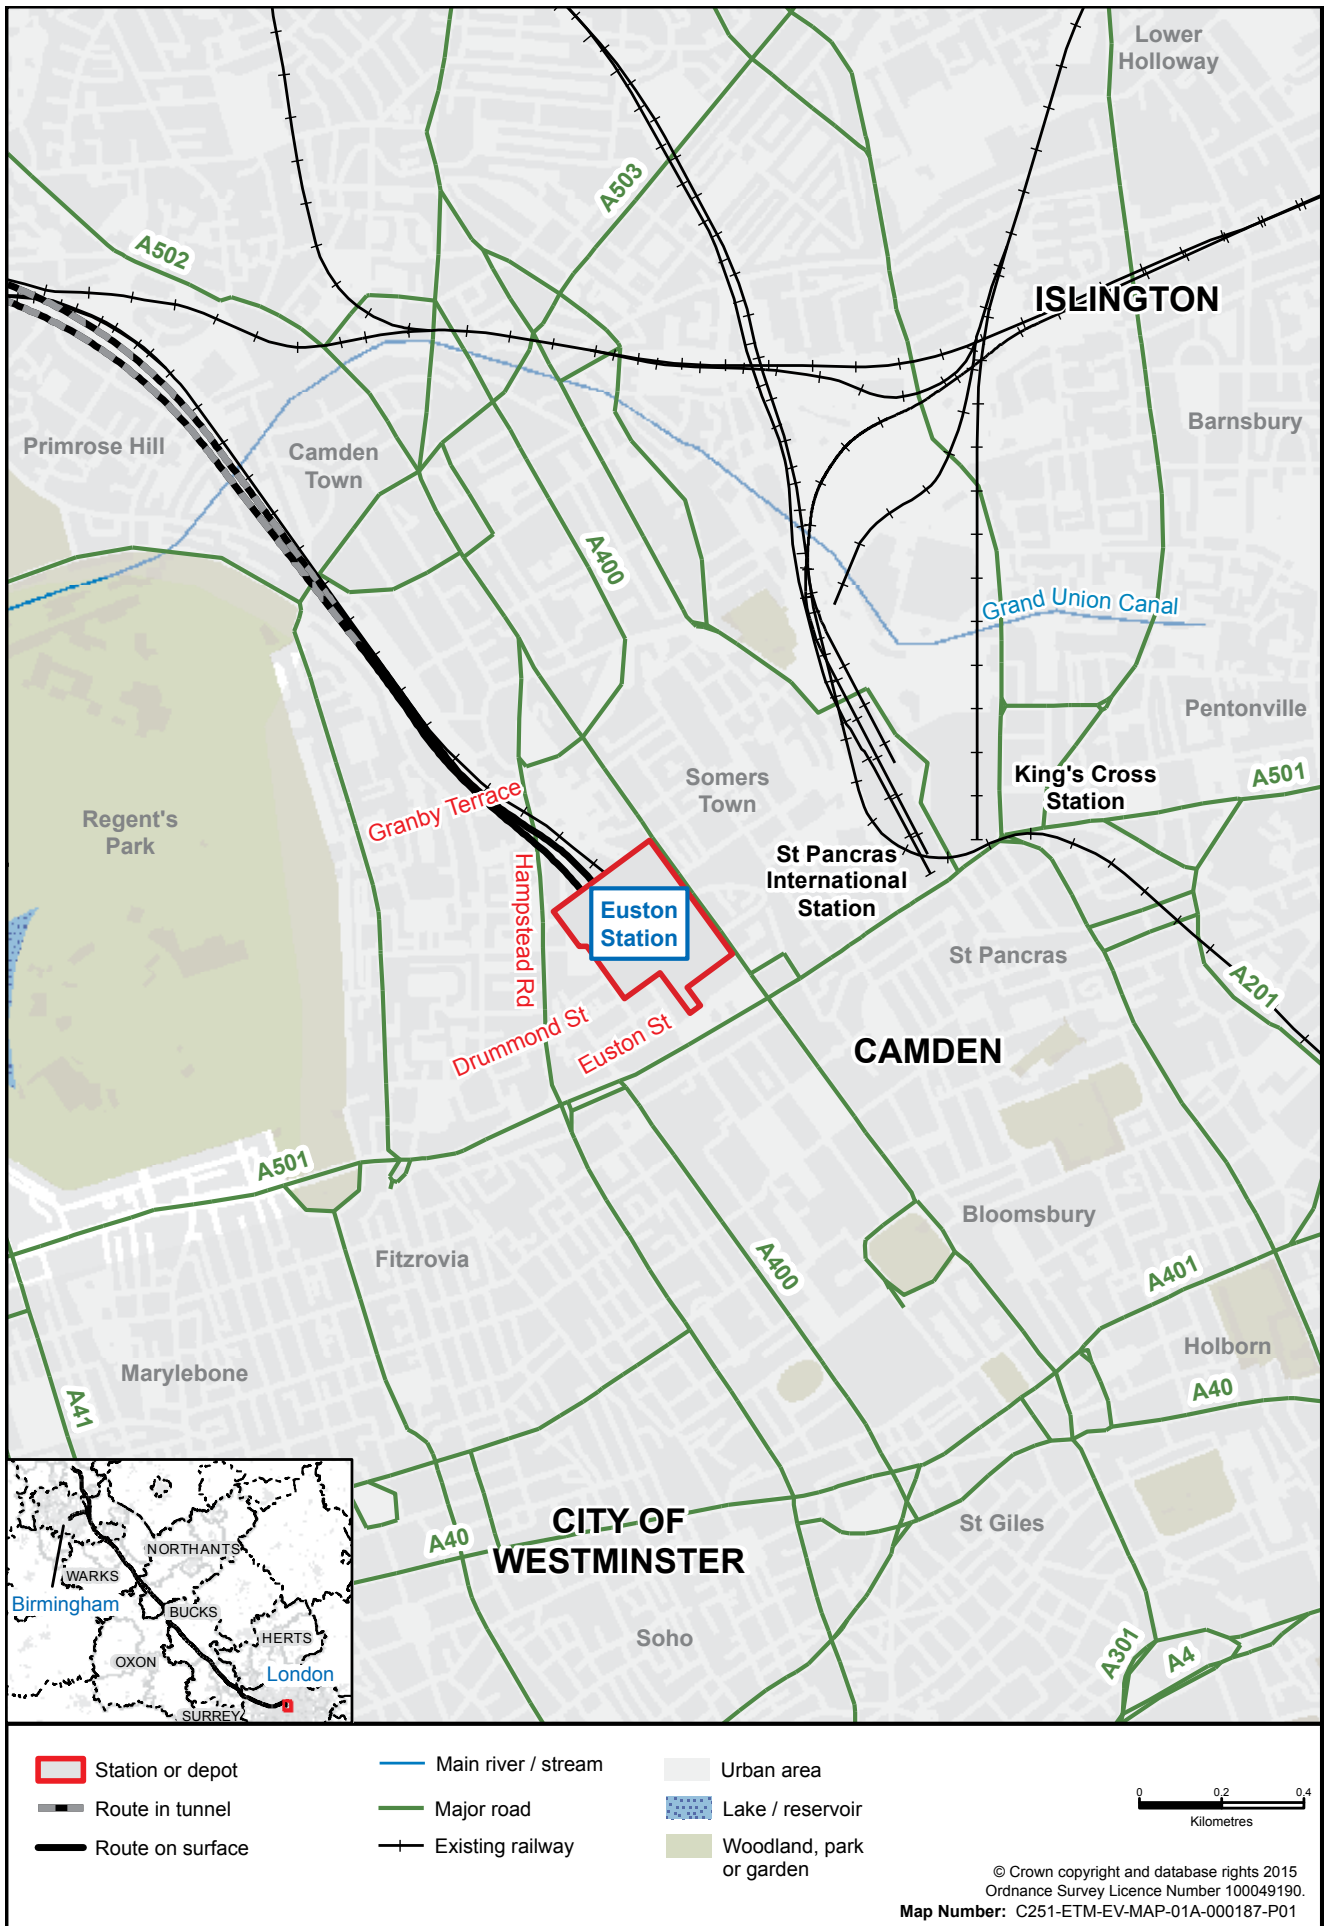 Lower
Holloway
A503
A502
ISLINGTON
Barnsbury
Primrose Hill
Camden
Town
A400
Grand Union Canal
Pentonville
Somers
Town
King's Cross
Station
A501
Granby Terrace
Regent's
Park
St Pancras
International
Station
Hampstead Rd
Euston
Station
St Pancras
A201
Drummond St
Euston St
CAMDEN
A501
Bloomsbury
Fitzrovia
A400
A401
Holborn
Marylebone
A40
A41
CITY OF
WESTMINSTER
A40
St Giles
Soho
A301
A4
NORTHANTS
WARKS
Birmingham
BUCKS
HERTS
OXON
London
SURREY
Station or depot
Route in tunnel
Route on surface
Main river / stream
Major road
Existing railway
Urban area
Lake / reservoir
Woodland, park
or garden
0 0.2 0.4
Kilometres
© Crown copyright and database rights 2015
Ordnance Survey Licence Number 100049190.
Map Number: C251-ETM-EV-MAP-01A-000187-P01